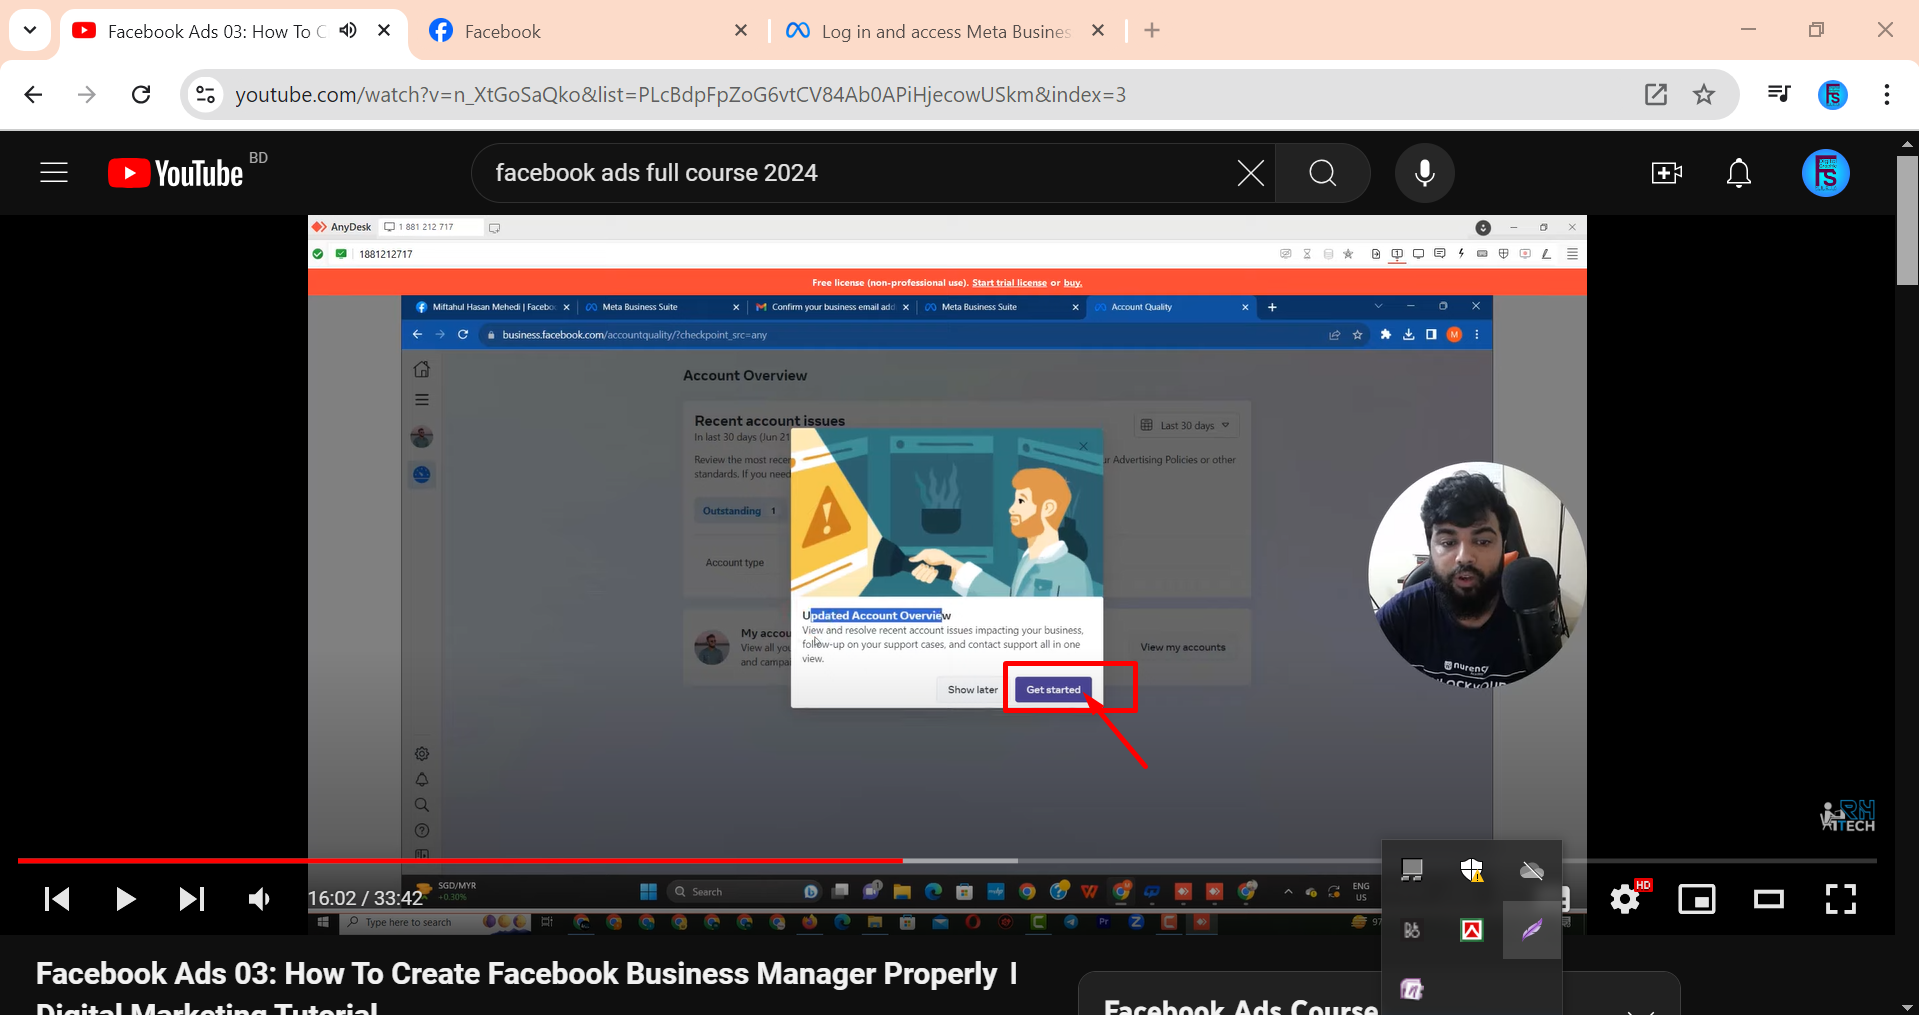 Facebook Ads 03: How To C
Facebook
Log in and access Meta Busines
youtube.com/watch?v=n_XtGoSaQko&list=PLcBdpFpZoG6vtCV84Ab0APiHjecowUSkm&index=3
YouTube BD
facebook ads full course 2024
AnyDesk 1 881 212 717
1881212717
Free license (non-professional use). Start trial license or buy.
Miftahul Hasan Mehedi | Facebo
Meta Business Suite
Confirm your business email add
Meta Business Suite
Account Quality
business.facebook.com/accountquality/?checkpoint_src=any
M
Account Overview
Recent account issues
In last 30 days (Jun 21
Last 30 days
Review the most rece
r Advertising Policies or other
standards. If you need
Outstanding 1
Account type
Updated Account Overview
View and resolve recent account issues impacting your business,
follow-up on your support cases, and contact support all in one
view.
My accou
View all you
and campa
View my accounts
Show later
Get started
nuren
RH
TECH
SGD/MYR
+0.30%
Search
ENG
US
16:02 / 33:42
HD
Type here to search
97
Facebook Ads 03: How To Create Facebook Business Manager Properly |
Digital Marketing Tutorial
Facebook Ads Course